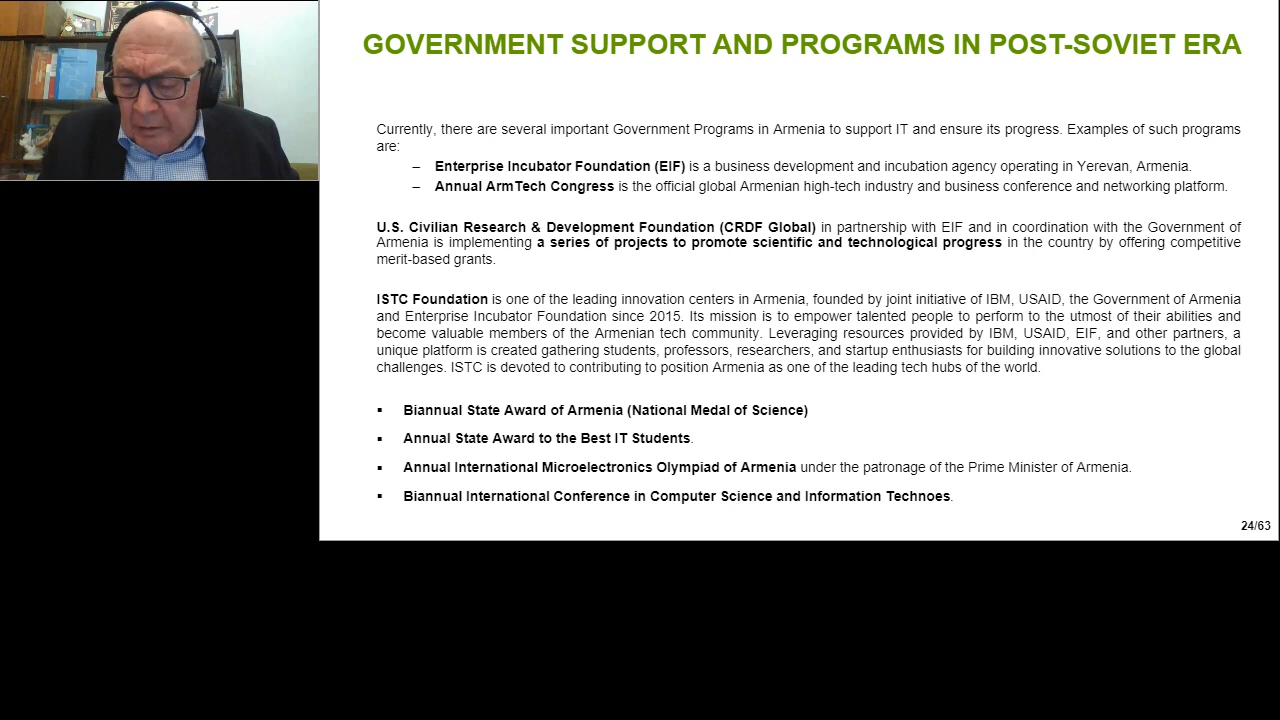 GOVERNMENT SUPPORT AND PROGRAMS IN POST-SOVIET ERA
Currently, there are several important Government Programs in Armenia to support IT and ensure its progress. Examples of such programs
are:
– Enterprise Incubator Foundation (EIF) is a business development and incubation agency operating in Yerevan, Armenia.
– Annual ArmTech Congress is the official global Armenian high-tech industry and business conference and networking platform.
U.S. Civilian Research & Development Foundation (CRDF Global) in partnership with EIF and in coordination with the Government of
Armenia is implementing a series of projects to promote scientific and technological progress in the country by offering competitive
merit-based grants.
ISTC Foundation is one of the leading innovation centers in Armenia, founded by joint initiative of IBM, USAID, the Government of Armenia
and Enterprise Incubator Foundation since 2015. Its mission is to empower talented people to perform to the utmost of their abilities and
become valuable members of the Armenian tech community. Leveraging resources provided by IBM, USAID, EIF, and other partners, a
unique platform is created gathering students, professors, researchers, and startup enthusiasts for building innovative solutions to the global
challenges. ISTC is devoted to contributing to position Armenia as one of the leading tech hubs of the world.
▪ Biannual State Award of Armenia (National Medal of Science)
▪ Annual State Award to the Best IT Students.
▪ Annual International Microelectronics Olympiad of Armenia under the patronage of the Prime Minister of Armenia.
▪ Biannual International Conference in Computer Science and Information Technoes.
24/63